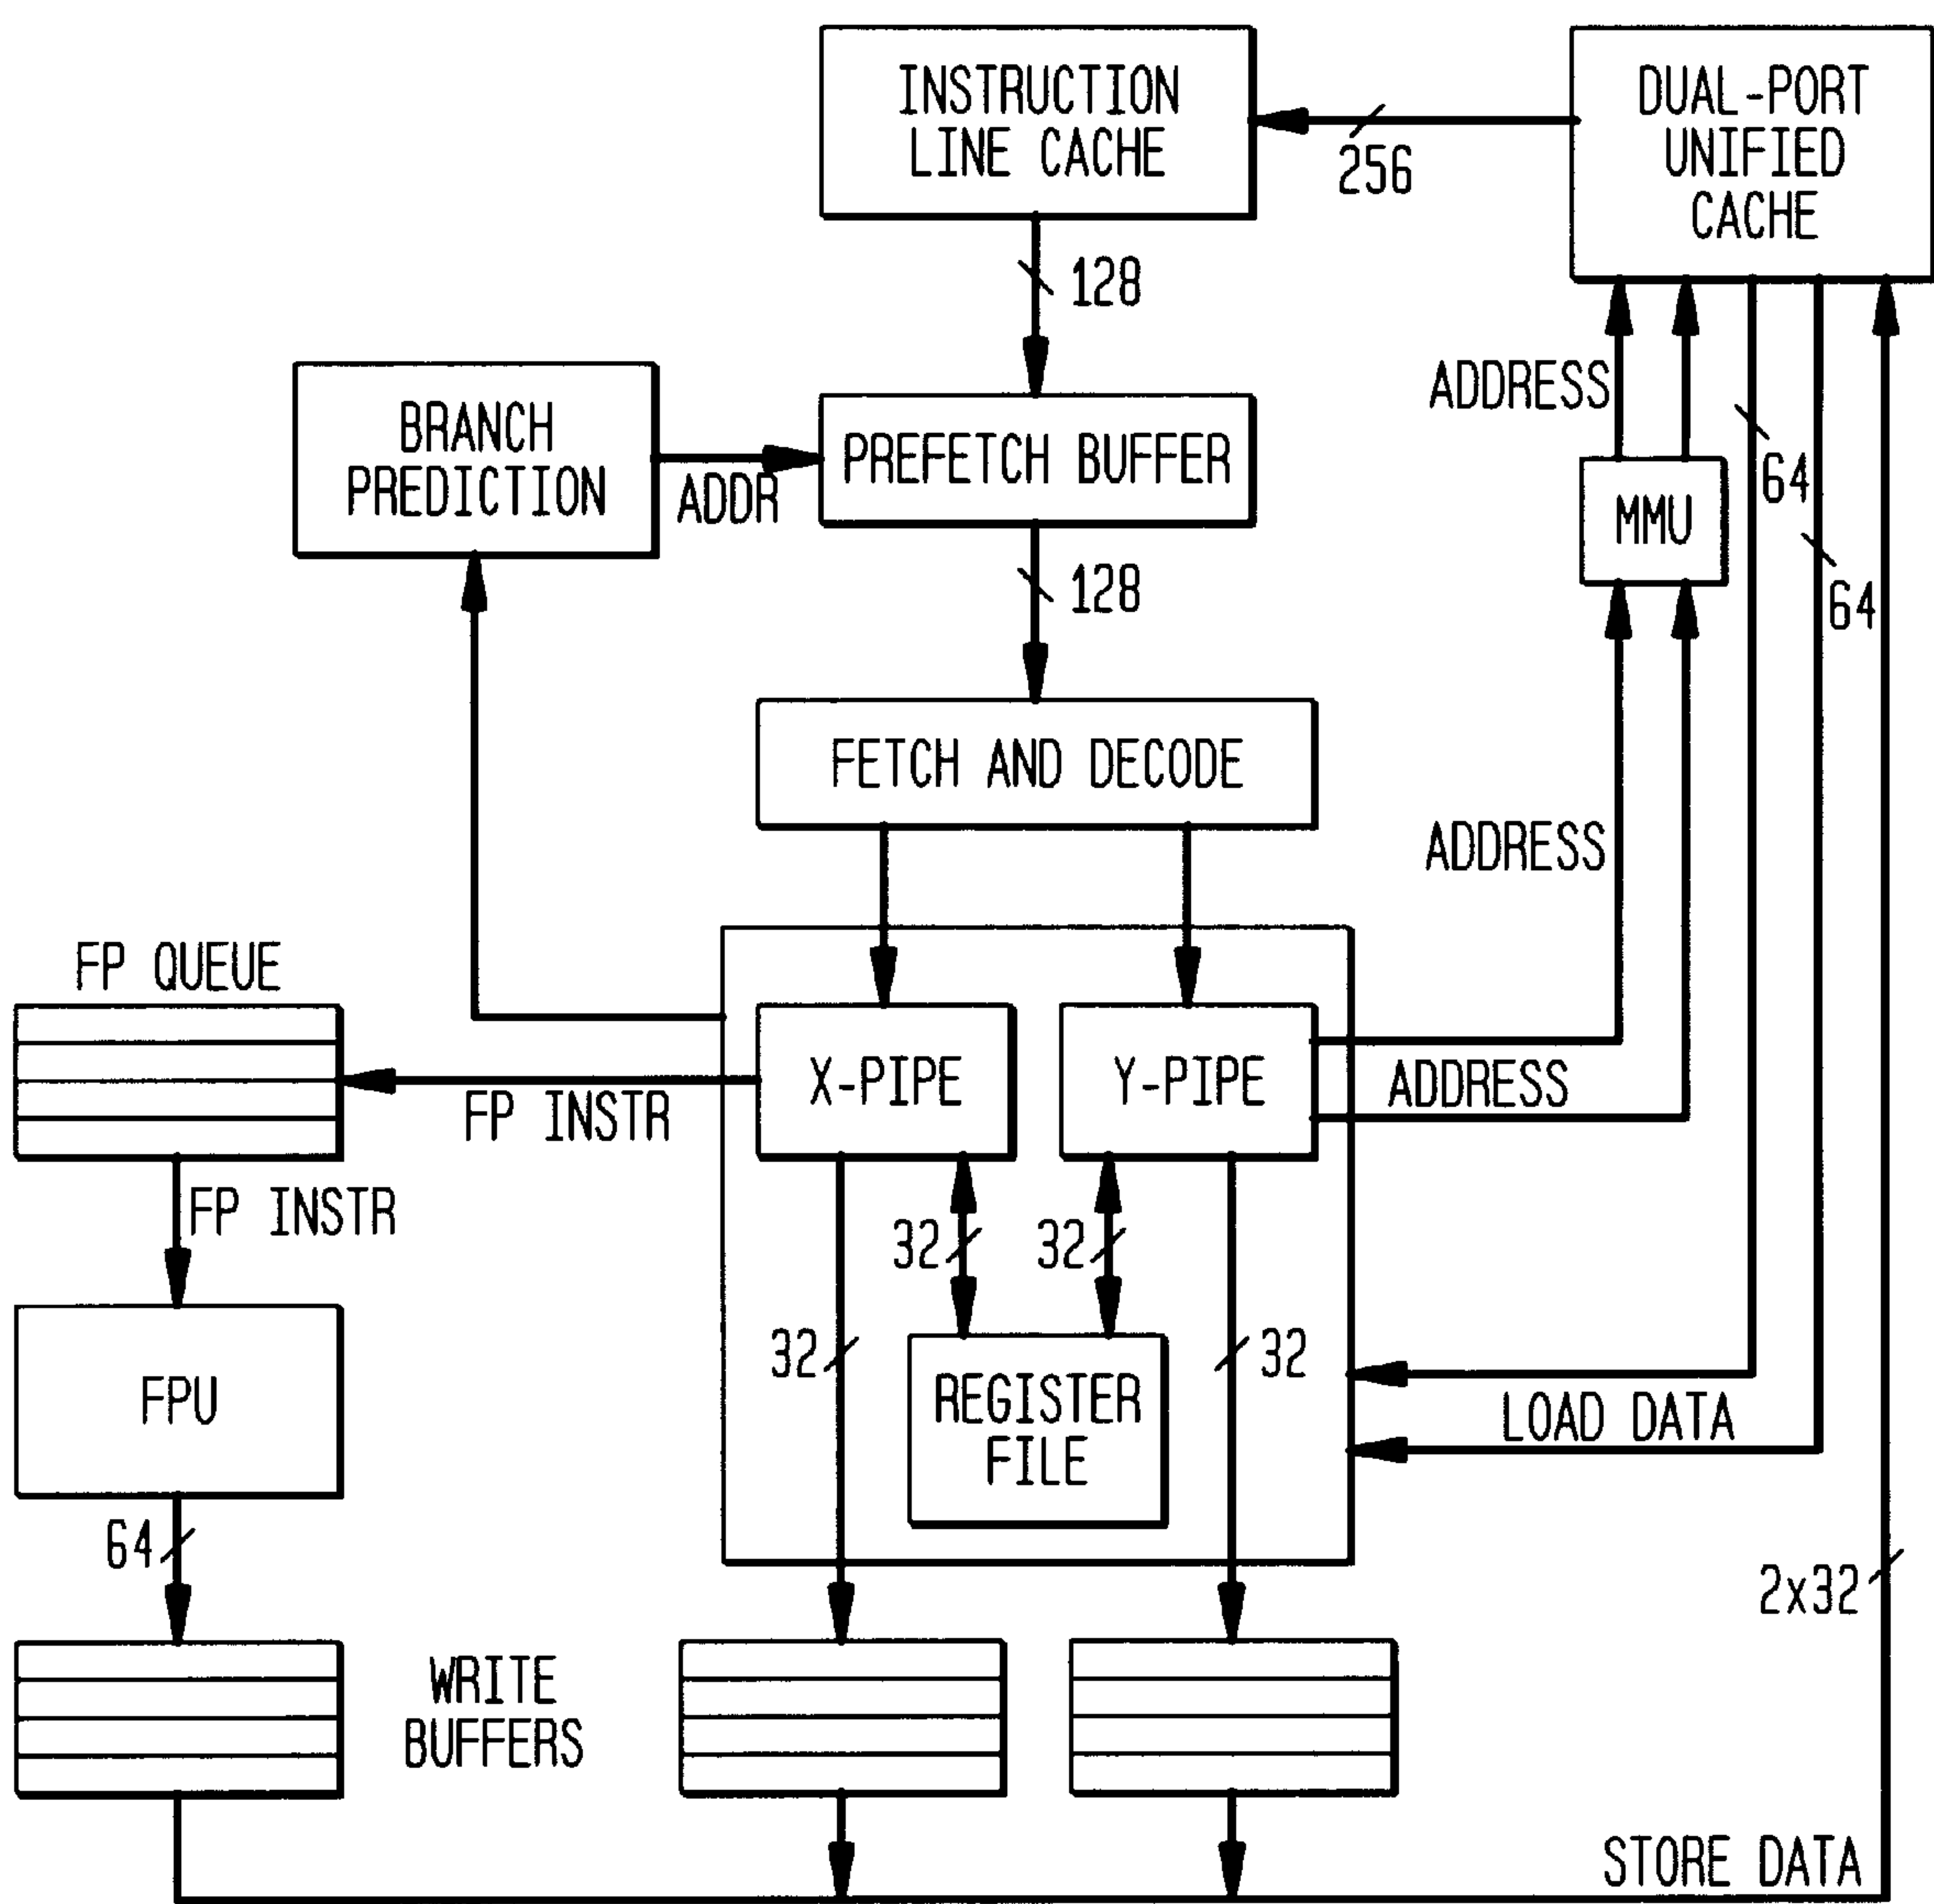 INSTRUCTION
LINE CACHE
DUAL-PORT
UNIFIED
CACHE
256
128
ADDRESS
BRANCH
PREDICTION
ADDR
PREFETCH BUFFER
64
MMU
128
64
FETCH AND DECODE
ADDRESS
FP QUEUE
X-PIPE
Y-PIPE
ADDRESS
FP INSTR
FP INSTR
32
32
32
32
FPU
REGISTER
FILE
LOAD DATA
64
2x32
WRITE
BUFFERS
STORE DATA